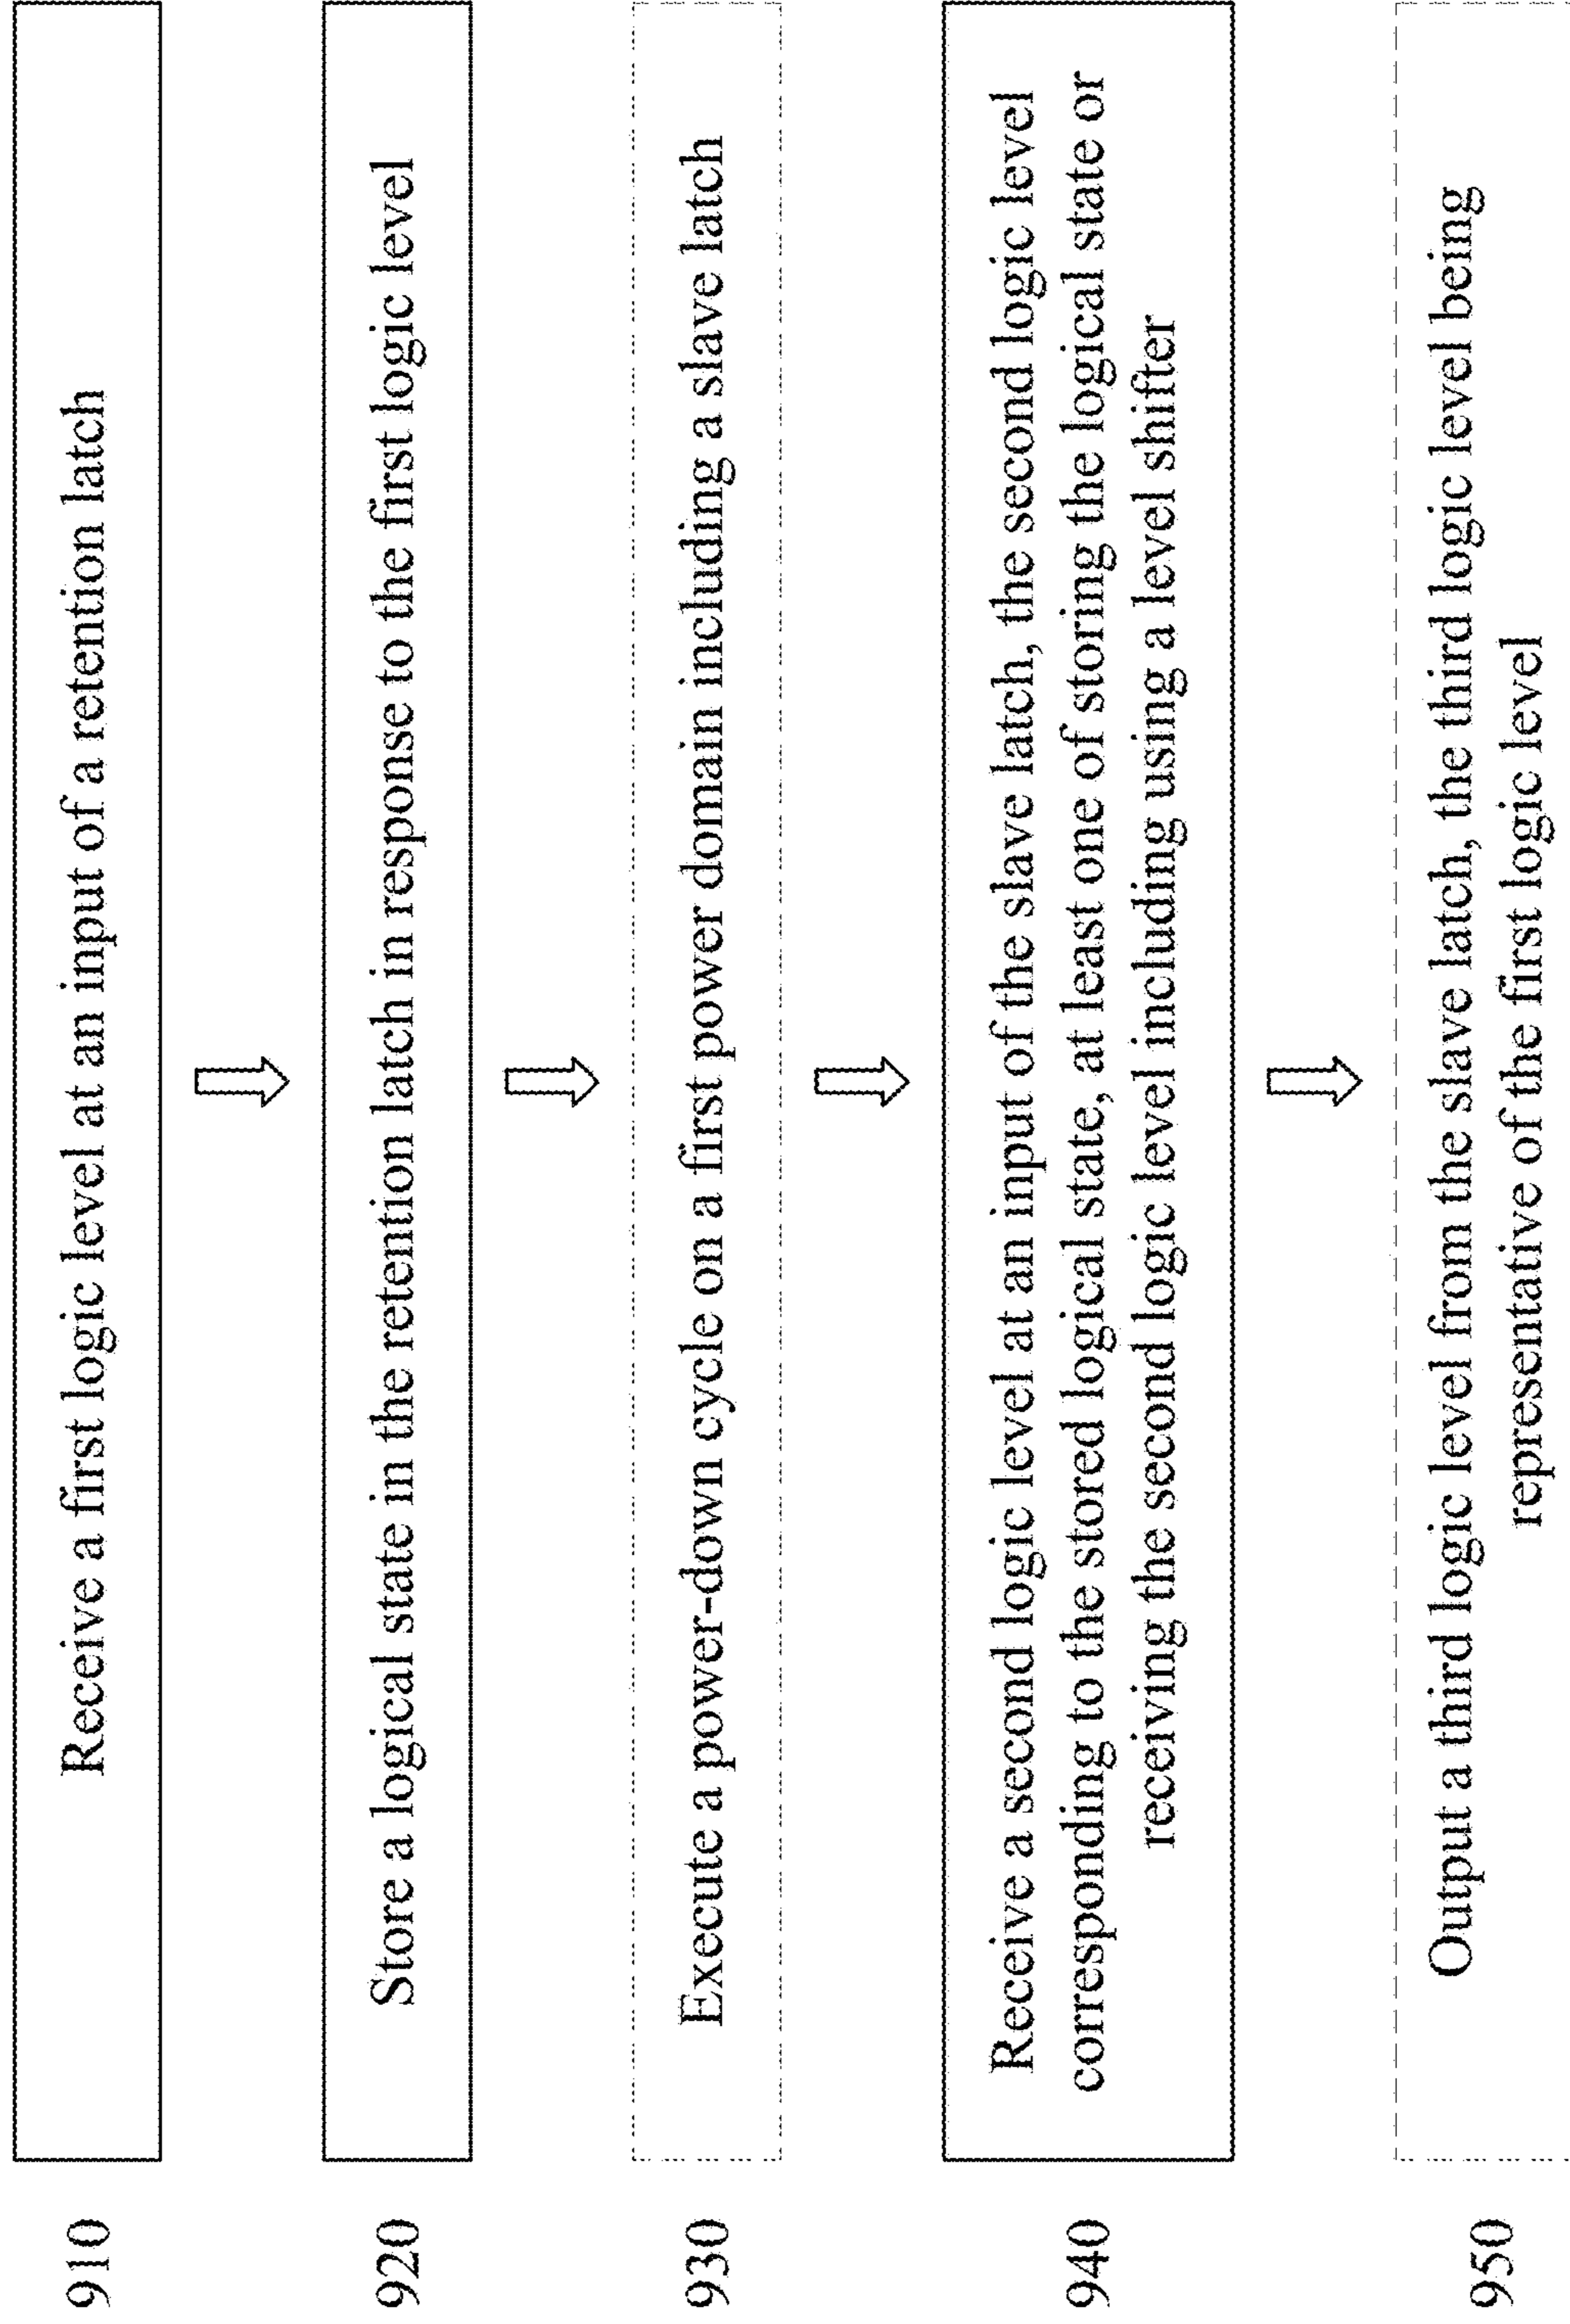 910
Receive a first logic level at an input of a retention latch
920
Store a logical state in the retention latch in response to the first logic level
930
Execute a power-down cycle on a first power domain including a slave latch
940
Receive a second logic level at an input of the slave latch, the second logic level
corresponding to the stored logical state, at least one of storing the logical state or
receiving the second logic level including using a level shifter
950
Output a third logic level from the slave latch, the third logic level being
representative of the first logic level